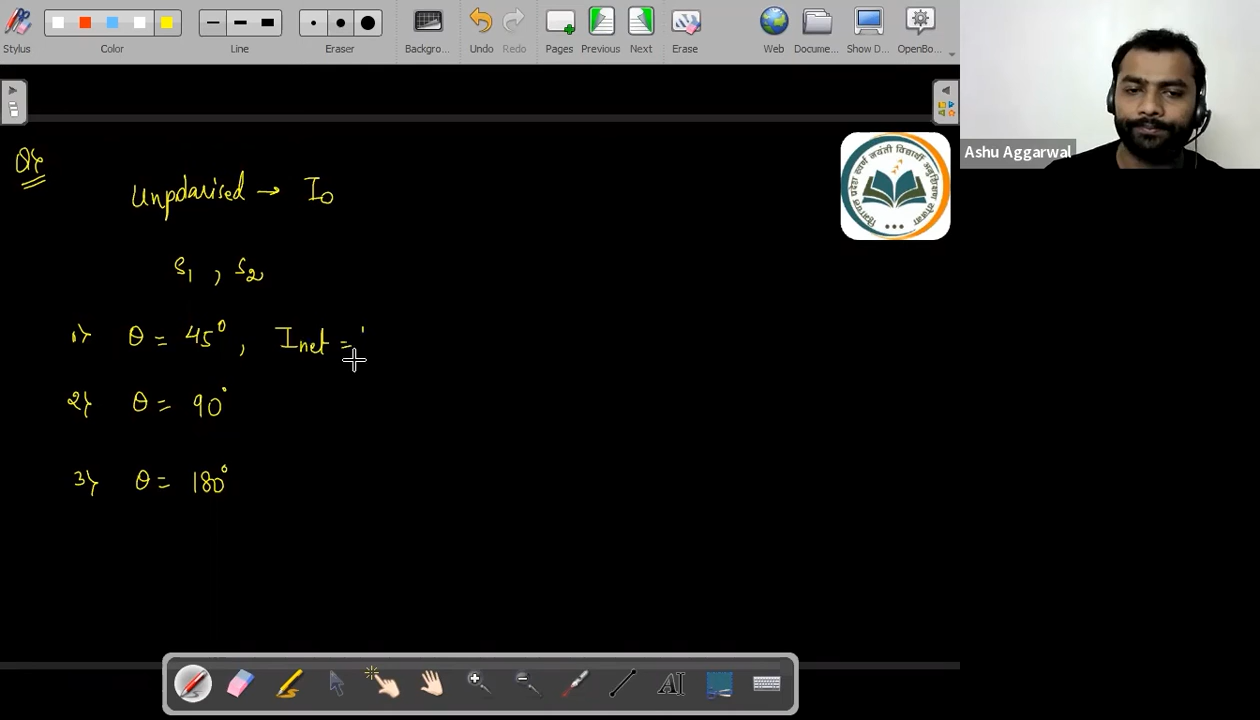 Stylus
Color
Line
Eraser
Backgro...
Undo
Redo
Pages
Previous
Next
Erase
Web
Docume...
Show D...
OpenBo...
Ashu Aggarwal
Q)
Unpolarised → I₀
S₁ , S₂
1) θ = 45° , Inet =
2) θ = 90°
3) θ = 180°